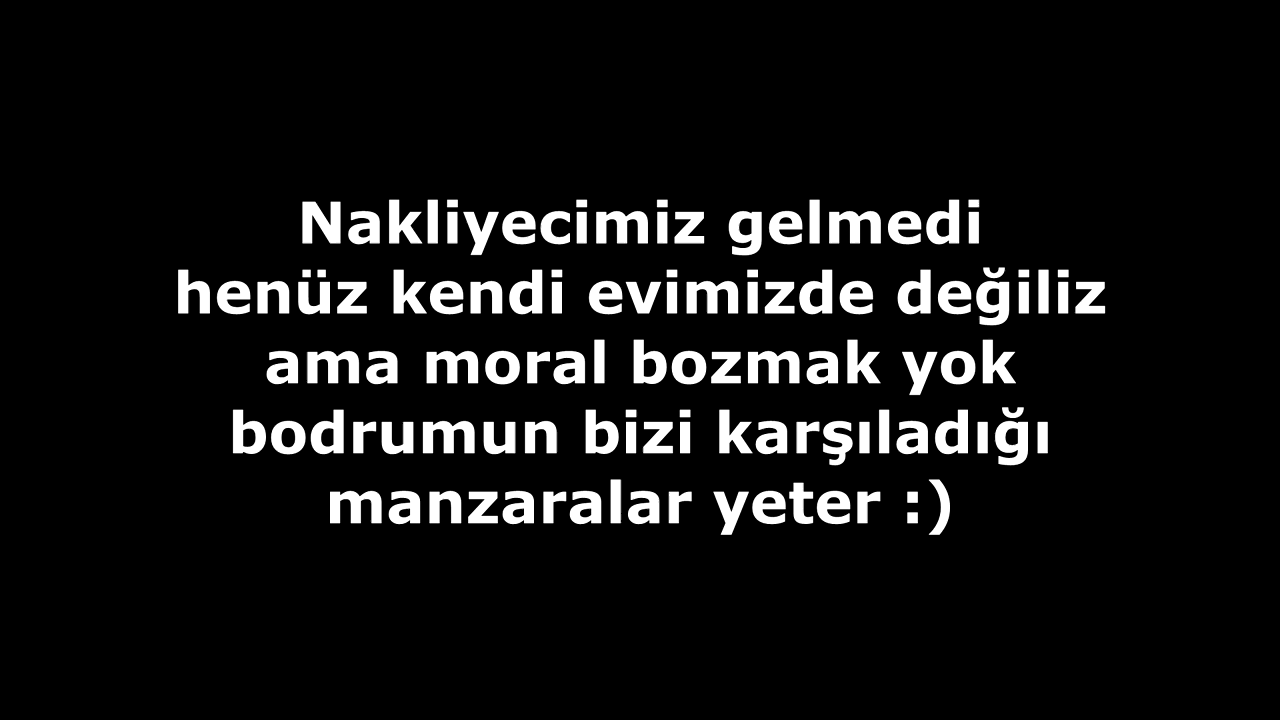 Nakliyecimiz gelmedi
henüz kendi evimizde değiliz
ama moral bozmak yok
bodrumun bizi karşıladığı
manzaralar yeter :)